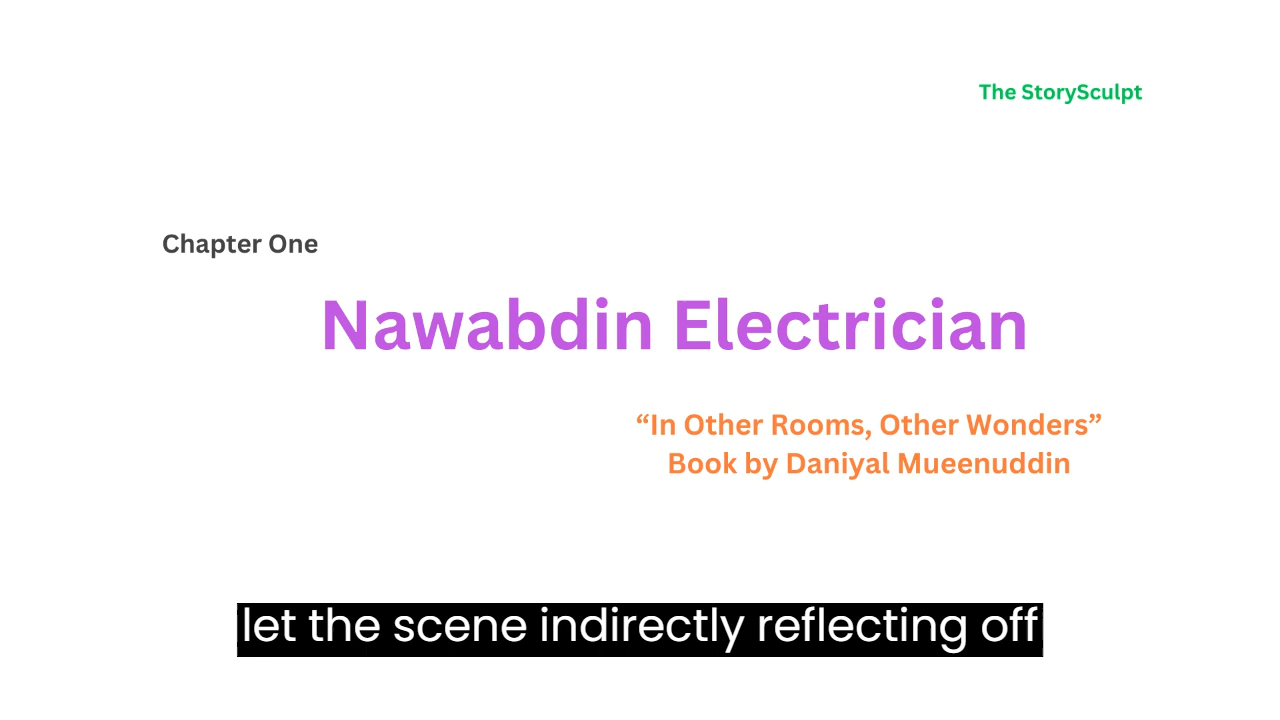 The StorySculpt
Chapter One
Nawabdin Electrician
“In Other Rooms, Other Wonders”
Book by Daniyal Mueenuddin
let the scene indirectly reflecting off